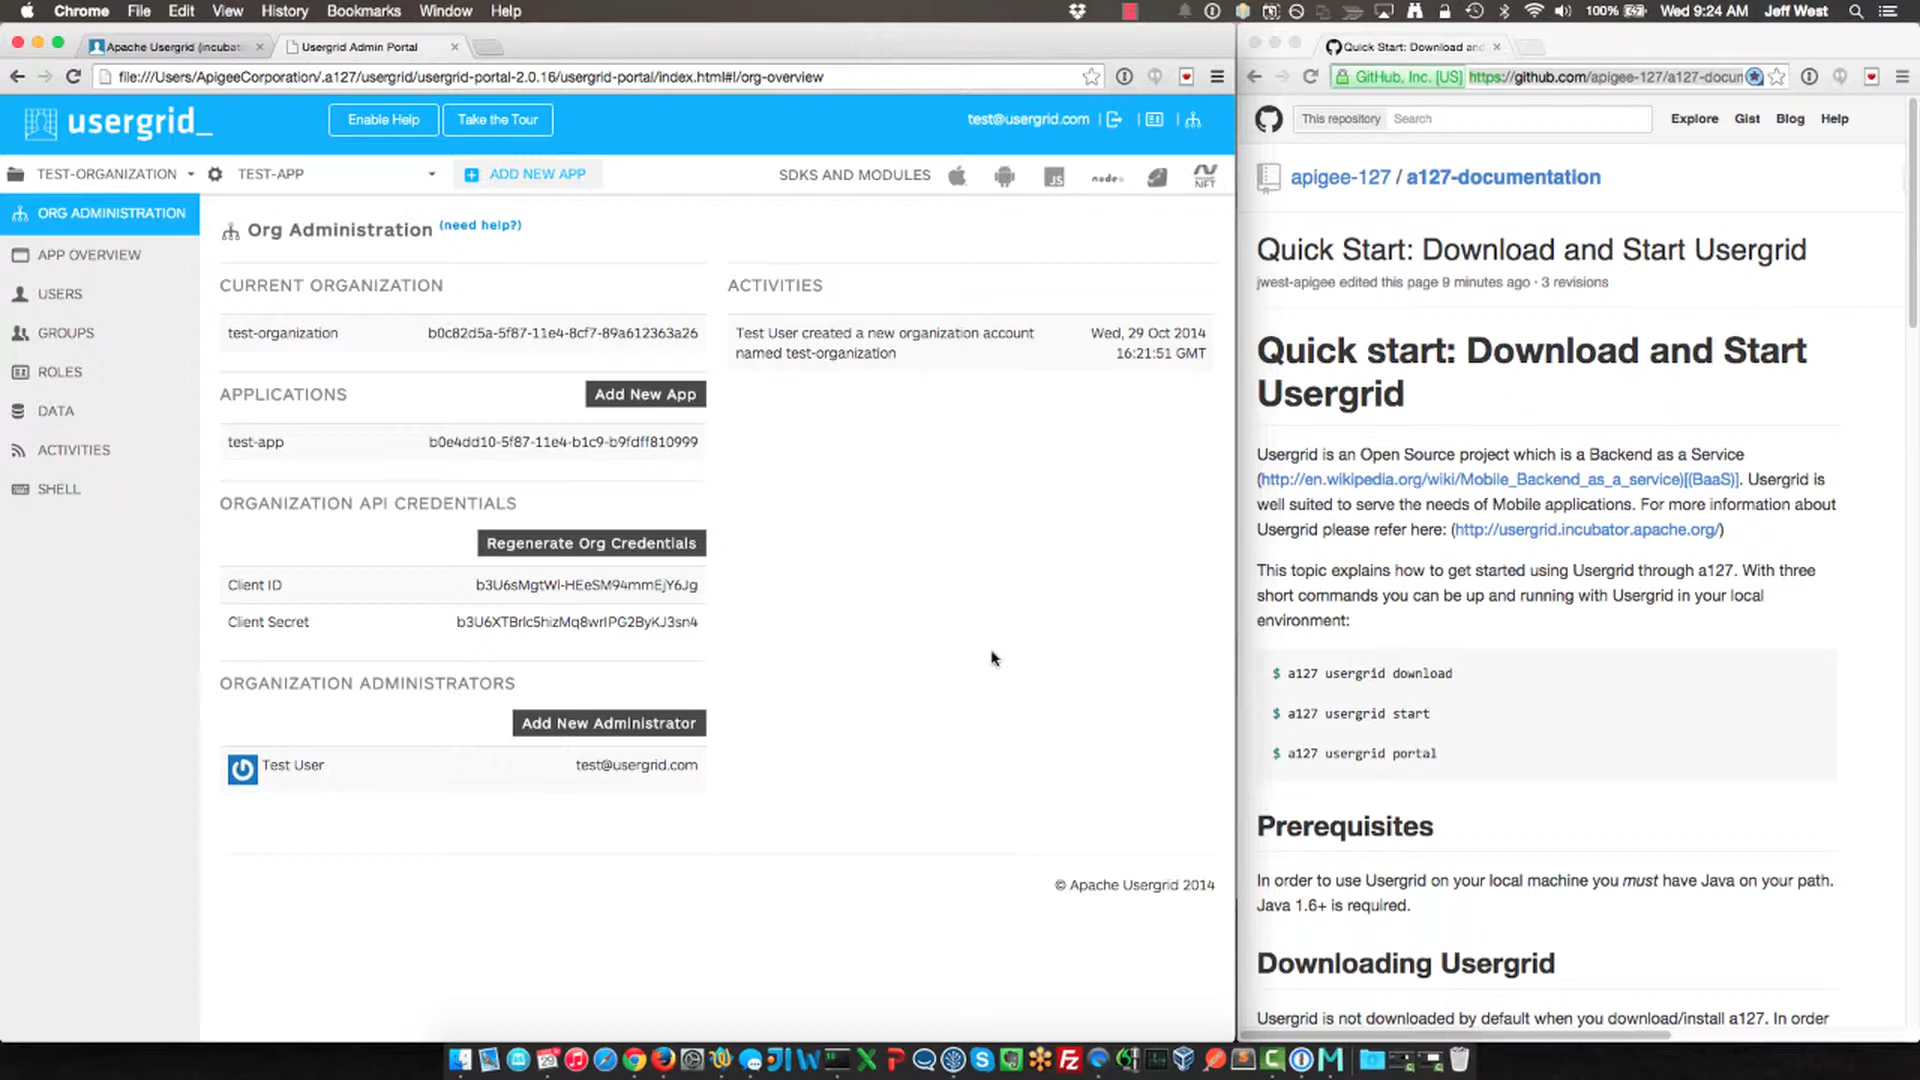 Chrome File Edit View History Bookmarks Window Help
100% Wed 9:24 AM Jeff West
Apache Usergrid (incubat
Usergrid Admin Portal
file:///Users/ApigeeCorporation/.a127/usergrid/usergrid-portal-2.0.16/usergrid-portal/index.html#!/org-overview
usergrid_
Enable Help
Take the Tour
test@usergrid.com
TEST-ORGANIZATION
TEST-APP
ADD NEW APP
SDKS AND MODULES
JS
node
.NET
ORG ADMINISTRATION
APP OVERVIEW
USERS
GROUPS
ROLES
DATA
ACTIVITIES
SHELL
Org Administration (need help?)
CURRENT ORGANIZATION
test-organization b0c82d5a-5f87-11e4-8cf7-89a612363a26
APPLICATIONS
Add New App
test-app b0e4dd10-5f87-11e4-b1c9-b9fdff810999
ORGANIZATION API CREDENTIALS
Regenerate Org Credentials
Client ID b3U6sMgtWl-HEeSM94mmEjY6Jg
Client Secret b3U6XTBrlc5hizMq8wrIPG2ByKJ3sn4
ORGANIZATION ADMINISTRATORS
Add New Administrator
Test User test@usergrid.com
ACTIVITIES
Test User created a new organization account Wed, 29 Oct 2014
named test-organization 16:21:51 GMT
© Apache Usergrid 2014
Quick Start: Download and
GitHub, Inc. [US] https://github.com/apigee-127/a127-docun
This repository Search
Explore Gist Blog Help
apigee-127 / a127-documentation
Quick Start: Download and Start Usergrid
jwest-apigee edited this page 9 minutes ago · 3 revisions
Quick start: Download and Start
Usergrid
Usergrid is an Open Source project which is a Backend as a Service
(http://en.wikipedia.org/wiki/Mobile_Backend_as_a_service)[(BaaS)]. Usergrid is
well suited to serve the needs of Mobile applications. For more information about
Usergrid please refer here: (http://usergrid.incubator.apache.org/)
This topic explains how to get started using Usergrid through a127. With three
short commands you can be up and running with Usergrid in your local
environment:
$ a127 usergrid download
$ a127 usergrid start
$ a127 usergrid portal
Prerequisites
In order to use Usergrid on your local machine you must have Java on your path.
Java 1.6+ is required.
Downloading Usergrid
Usergrid is not downloaded by default when you download/install a127. In order